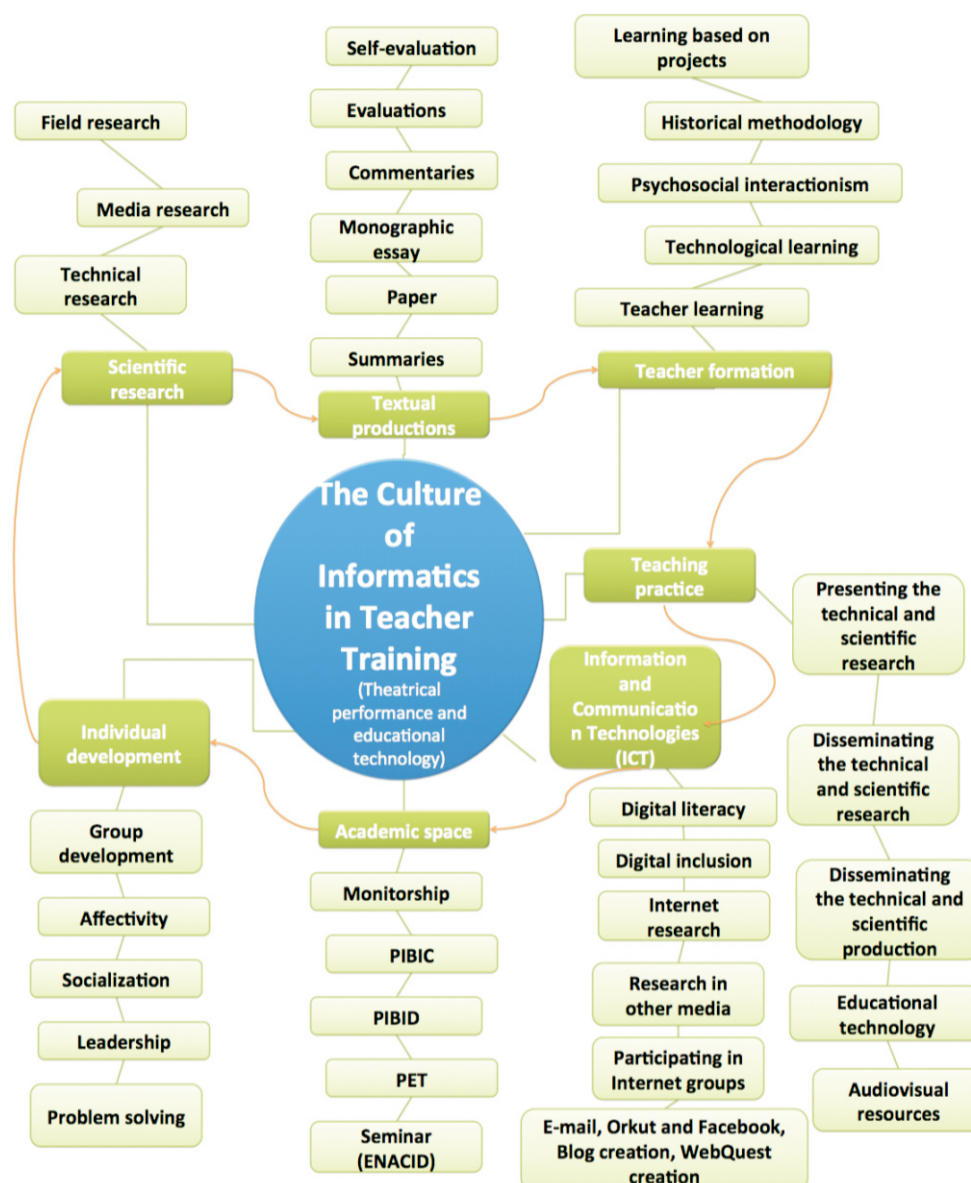 Self-evaluation
Evaluations
Commentaries
Monographic
essay
Paper
Summaries
Textual
productions
Learning based on
projects
Historical methodology
Psychosocial interactionism
Technological learning
Teacher learning
Teacher formation
Field research
Media research
Technical
research
Scientific
research
The Culture
of
Informatics
in Teacher
Training
(Theatrical
performance and
educational
technology)
Teaching
practice
Presenting the
technical and
scientific
research
Disseminating
the technical
and scientific
research
Disseminating
the technical and
scientific
production
Educational
technology
Audiovisual
resources
Information
and
Communicatio
n Technologies
(ICT)
Digital literacy
Digital inclusion
Internet
research
Research in
other media
Participating in
Internet groups
E-mail, Orkut and Facebook,
Blog creation, WebQuest
creation
Academic space
Monitorship
PIBIC
PIBID
PET
Seminar
(ENACID)
Individual
development
Group
development
Affectivity
Socialization
Leadership
Problem solving